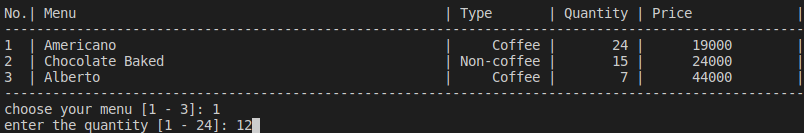 No.| Menu | Type | Quantity | Price |
----------------------------------------------------------------------------------------------------
1 | Americano | Coffee | 24 | 19000 |
2 | Chocolate Baked | Non-coffee | 15 | 24000 |
3 | Alberto | Coffee | 7 | 44000 |
----------------------------------------------------------------------------------------------------
choose your menu [1 - 3]: 1
enter the quantity [1 - 24]: 12